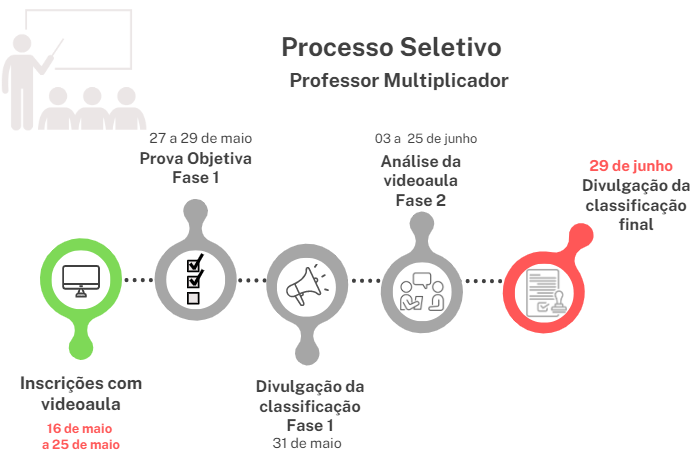 Processo Seletivo
Professor Multiplicador
27 a 29 de maio
Prova Objetiva
Fase 1
03 a 25 de junho
Análise da
videoaula
Fase 2
29 de junho
Divulgação da
classificação
final
Inscrições com
videoaula
16 de maio
a 25 de maio
Divulgação da
classificação
Fase 1
31 de maio